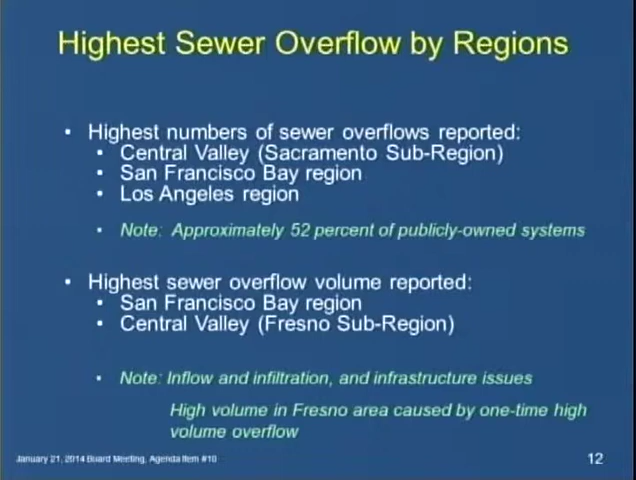 Highest Sewer Overflow by Regions
• Highest numbers of sewer overflows reported:
• Central Valley (Sacramento Sub-Region)
• San Francisco Bay region
• Los Angeles region
• Note: Approximately 52 percent of publicly-owned systems
• Highest sewer overflow volume reported:
• San Francisco Bay region
• Central Valley (Fresno Sub-Region)
• Note: Inflow and infiltration, and infrastructure issues
High volume in Fresno area caused by one-time high
volume overflow
January 21, 2014 Board Meeting, Agenda Item #10
12